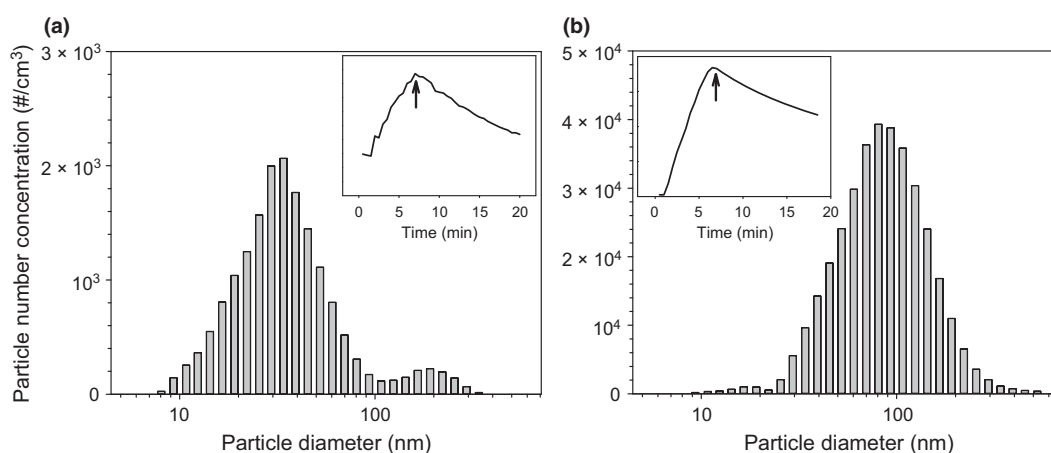 (a)
Particle number concentration (#/cm³)
3 × 10³
2 × 10³
10³
0
0 5 10 15 20
Time (min)
10 100
Particle diameter (nm)
(b)
5 × 10⁴
4 × 10⁴
3 × 10⁴
2 × 10⁴
10⁴
0
0 5 10 15 20
Time (min)
10 100
Particle diameter (nm)